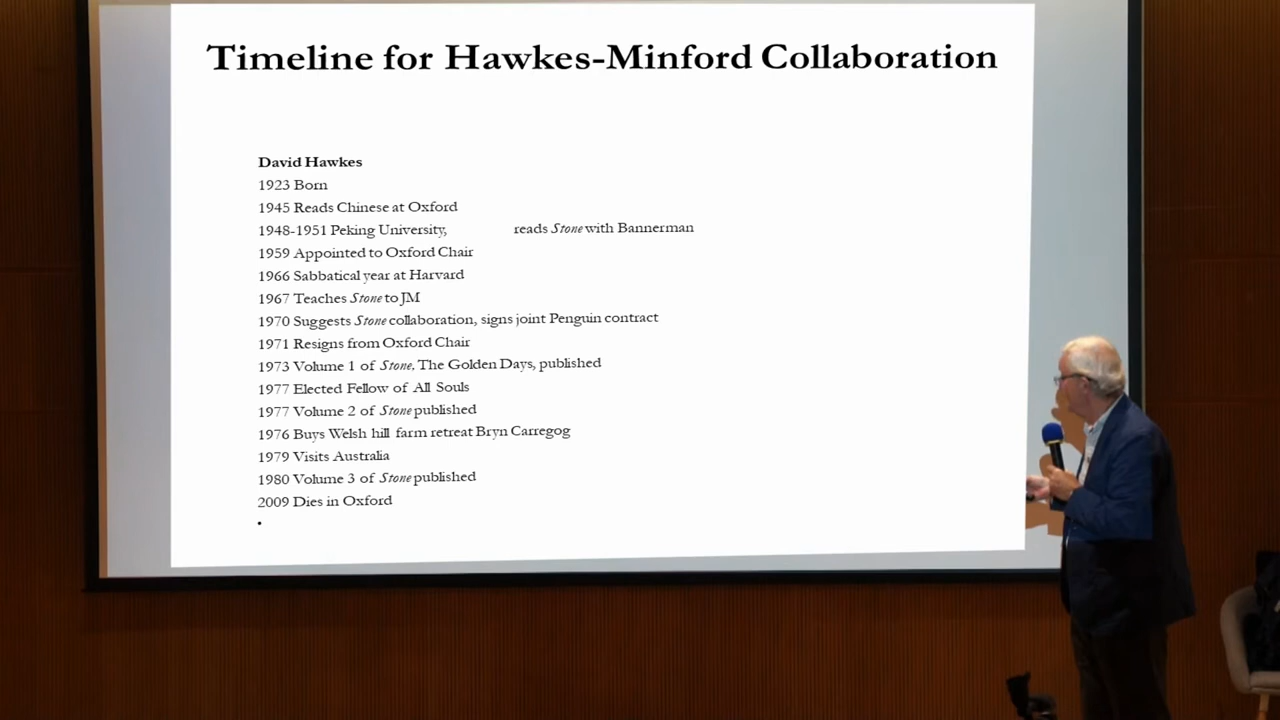 Timeline for Hawkes-Minford Collaboration
David Hawkes
1923 Born
1945 Reads Chinese at Oxford
1948-1951 Peking University, reads Stone with Bannerman
1959 Appointed to Oxford Chair
1966 Sabbatical year at Harvard
1967 Teaches Stone to JM
1970 Suggests Stone collaboration, signs joint Penguin contract
1971 Resigns from Oxford Chair
1973 Volume 1 of Stone. The Golden Days, published
1977 Elected Fellow of All Souls
1977 Volume 2 of Stone published
1976 Buys Welsh hill farm retreat Bryn Carregog
1979 Visits Australia
1980 Volume 3 of Stone published
2009 Dies in Oxford